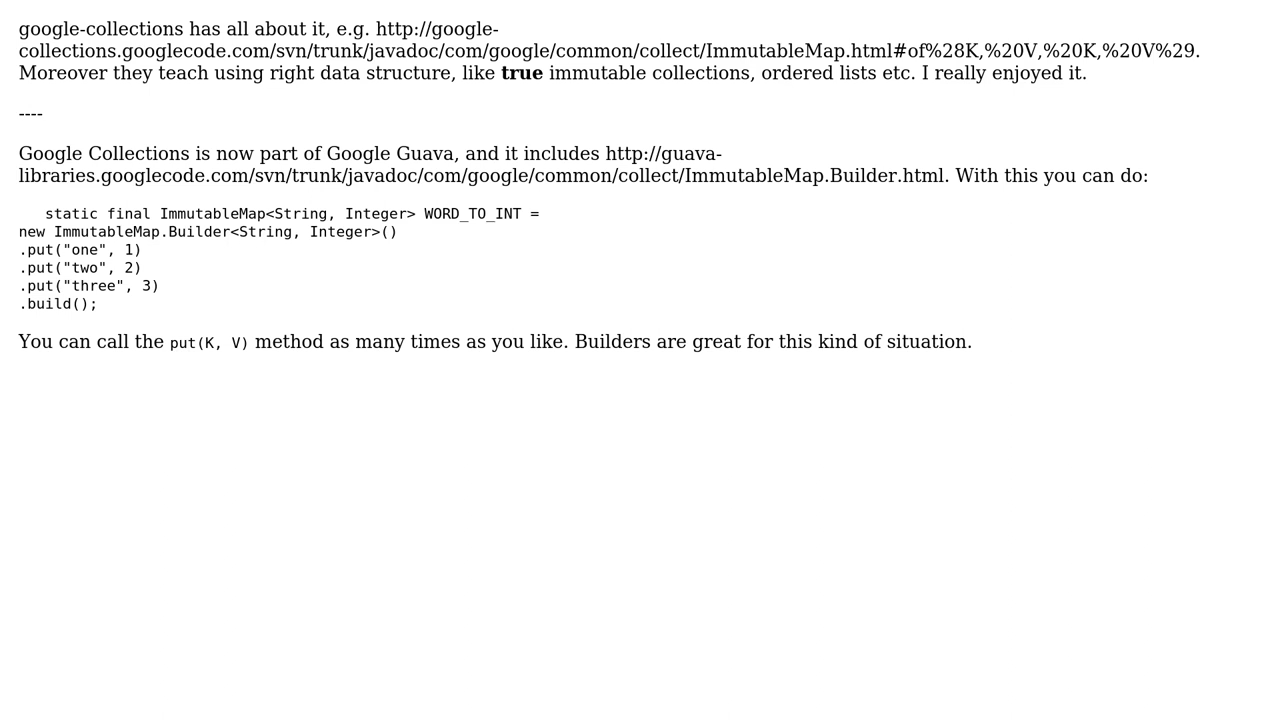 google-collections has all about it, e.g. http://google-
collections.googlecode.com/svn/trunk/javadoc/com/google/common/collect/ImmutableMap.html#of%28K,%20V,%20K,%20V%29.
Moreover they teach using right data structure, like true immutable collections, ordered lists etc. I really enjoyed it.
----
Google Collections is now part of Google Guava, and it includes http://guava-
libraries.googlecode.com/svn/trunk/javadoc/com/google/common/collect/ImmutableMap.Builder.html. With this you can do:
static final ImmutableMap<String, Integer> WORD_TO_INT =
new ImmutableMap.Builder<String, Integer>()
.put("one", 1)
.put("two", 2)
.put("three", 3)
.build();
You can call the put(K, V) method as many times as you like. Builders are great for this kind of situation.